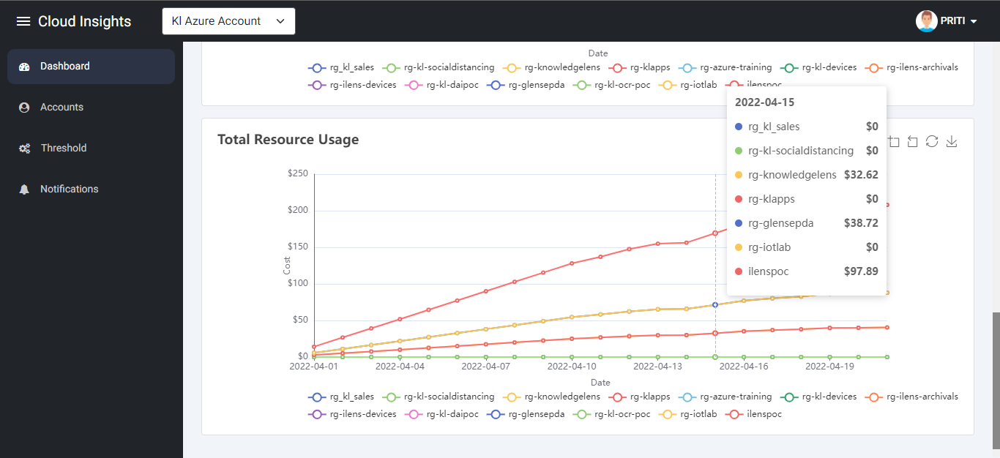 Cloud Insights Kl Azure Account PRITI
Dashboard
Accounts
Threshold
Notifications
Date
rg_kl_sales rg-kl-socialdistancing rg-knowledgelens rg-klapps rg-azure-training rg-kl-devices rg-ilens-archivals
rg-ilens-devices rg-kl-daipoc rg-glensepda rg-kl-ocr-poc rg-iotlab ilenspoc
Total Resource Usage
2022-04-15
rg_kl_sales $0
rg-kl-socialdistancing $0
rg-knowledgelens $32.62
rg-klapps $0
rg-glensepda $38.72
rg-iotlab $0
ilenspoc $97.89
$250
$200
$150
$100
$50
$0
Cost
2022-04-01 2022-04-04 2022-04-07 2022-04-10 2022-04-13 2022-04-16 2022-04-19
Date
rg_kl_sales rg-kl-socialdistancing rg-knowledgelens rg-klapps rg-azure-training rg-kl-devices rg-ilens-archivals
rg-ilens-devices rg-kl-daipoc rg-glensepda rg-kl-ocr-poc rg-iotlab ilenspoc